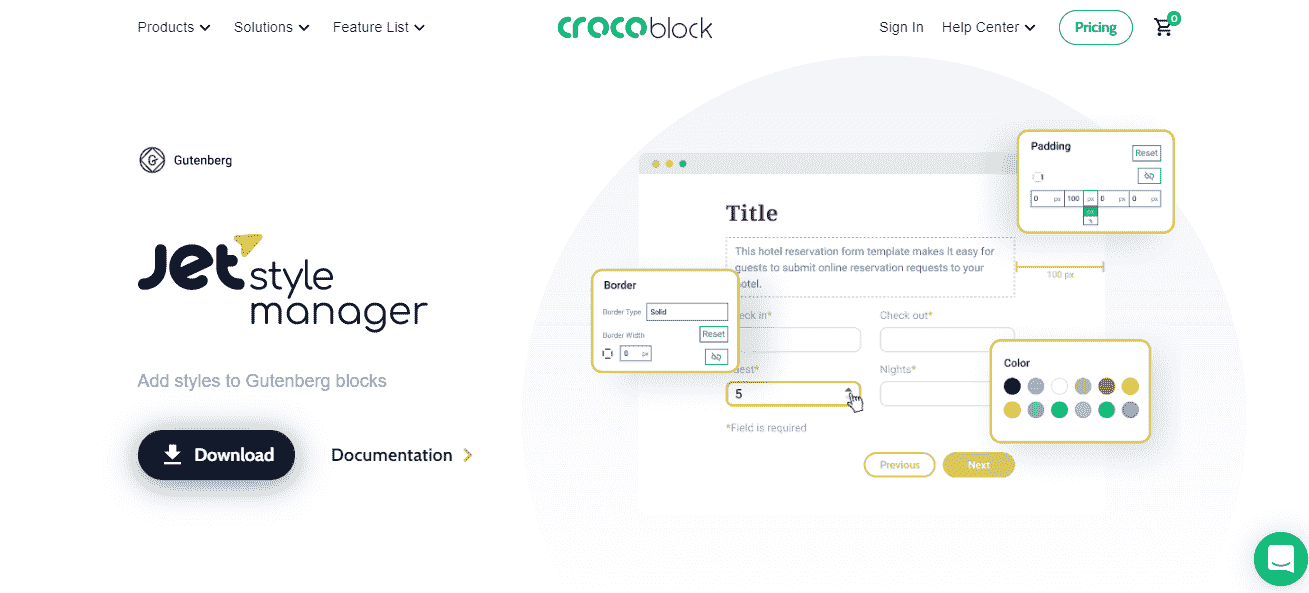 Products Solutions Feature List crocoblock Sign In Help Center Pricing 0
Gutenberg
Jet style
manager
Add styles to Gutenberg blocks
Download Documentation
Title
This hotel reservation form template makes it easy for
guests to submit online reservation requests to your
hotel.
100 px
eck in* Check out*
uest* Nights*
5
*Field is required
Previous Next
Padding
Reset
0 px 100 px 0 px 0 px
px
%
Border
Border Type Solid
Border Width Reset
0 px
Color